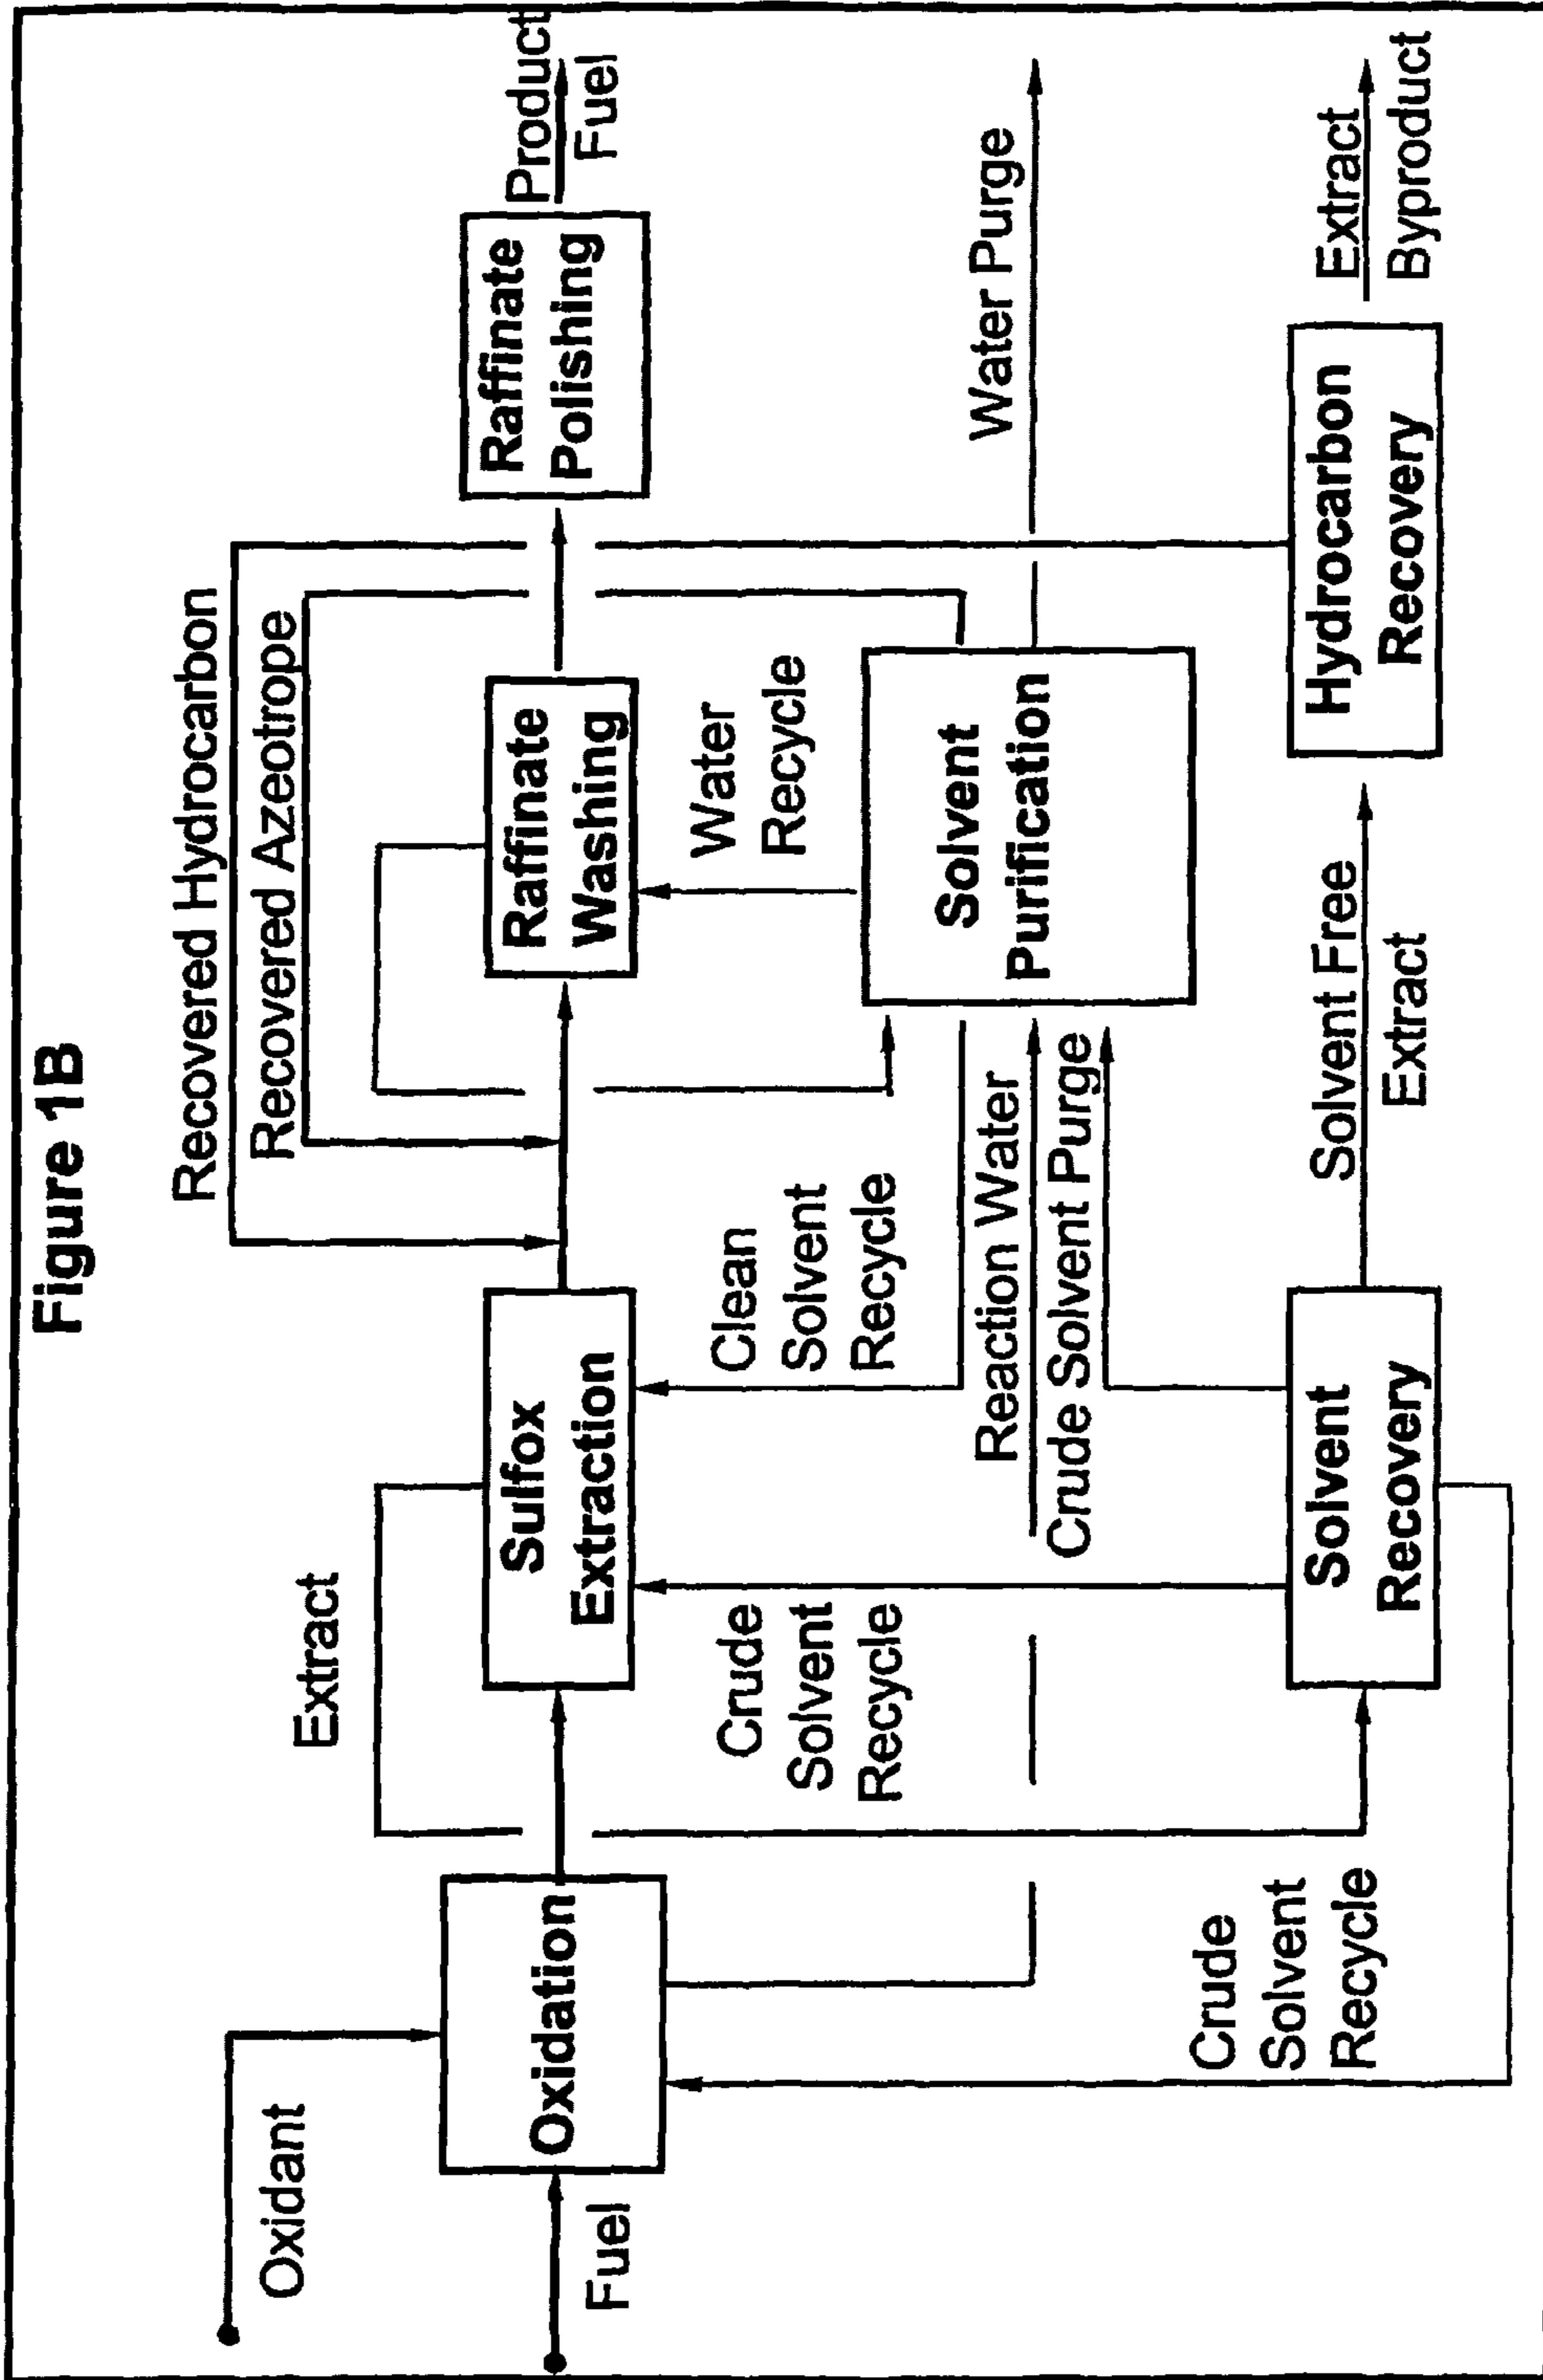 Figure 1B
Recovered Hydrocarbon
Recovered Azeotrope
Oxidant
Extract
Fuel
Oxidation
Sulfox
Extraction
Raffinate
Washing
Raffinate
Polishing
Product
Fuel
Crude
Solvent
Recycle
Clean
Solvent
Recycle
Water
Recycle
Solvent
Purification
Water Purge
Reaction Water
Crude Solvent Purge
Crude
Solvent
Recycle
Solvent
Recovery
Solvent Free
Extract
Hydrocarbon
Recovery
Extract
Byproduct